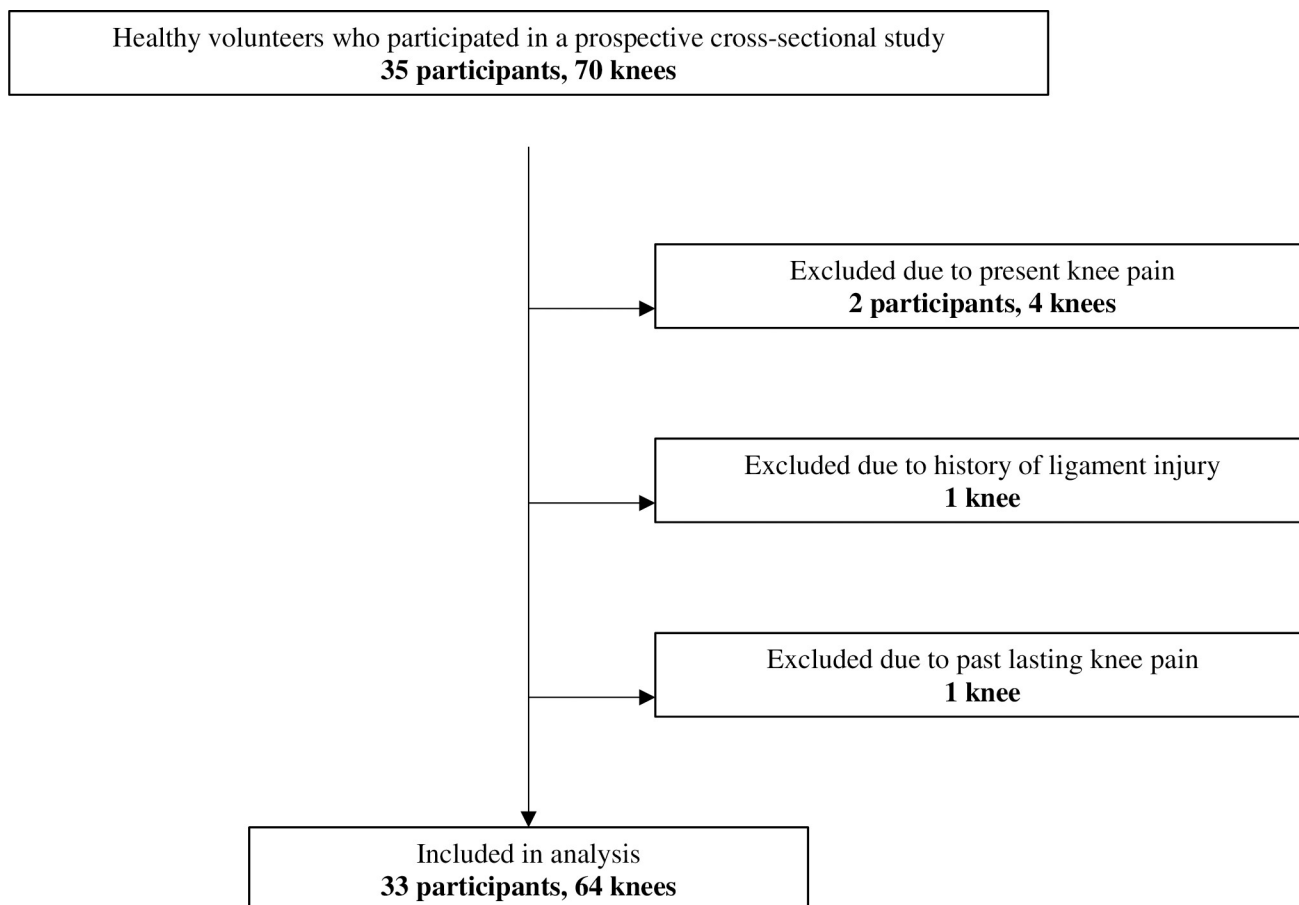 Healthy volunteers who participated in a prospective cross-sectional study
35 participants, 70 knees
Excluded due to present knee pain
2 participants, 4 knees
Excluded due to history of ligament injury
1 knee
Excluded due to past lasting knee pain
1 knee
Included in analysis
33 participants, 64 knees